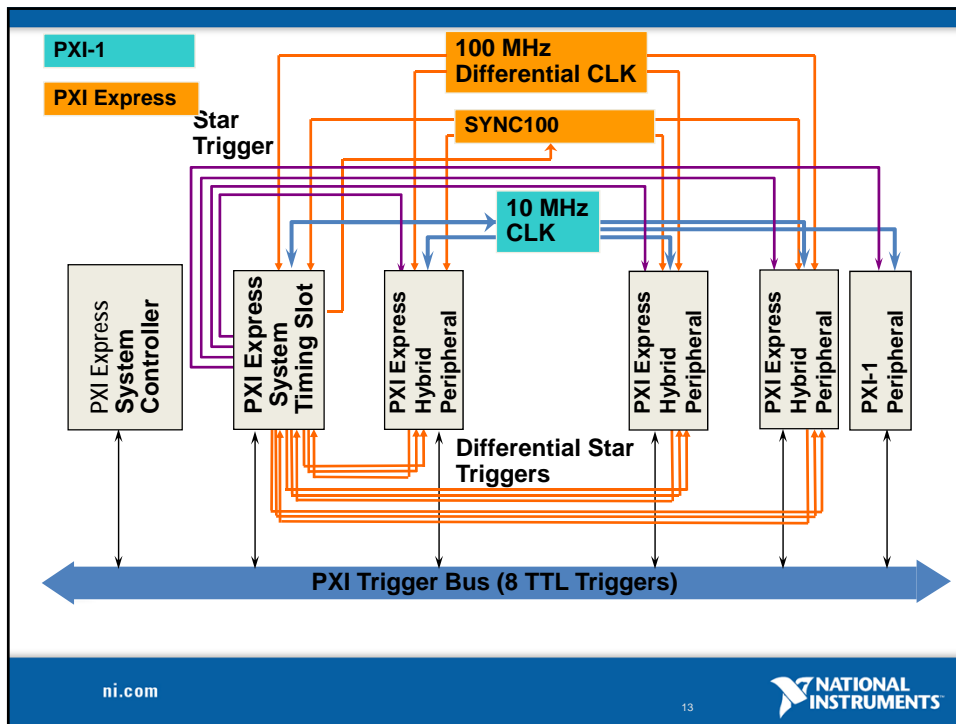 PXI-1
PXI Express
Star
Trigger
100 MHz
Differential CLK
SYNC100
10 MHz
CLK
PXI Express
System
Controller
PXI Express
System
Timing Slot
PXI Express
Hybrid
Peripheral
PXI Express
Hybrid
Peripheral
PXI Express
Hybrid
Peripheral
PXI-1
Peripheral
Differential Star
Triggers
PXI Trigger Bus (8 TTL Triggers)
ni.com
13
NATIONAL
INSTRUMENTS